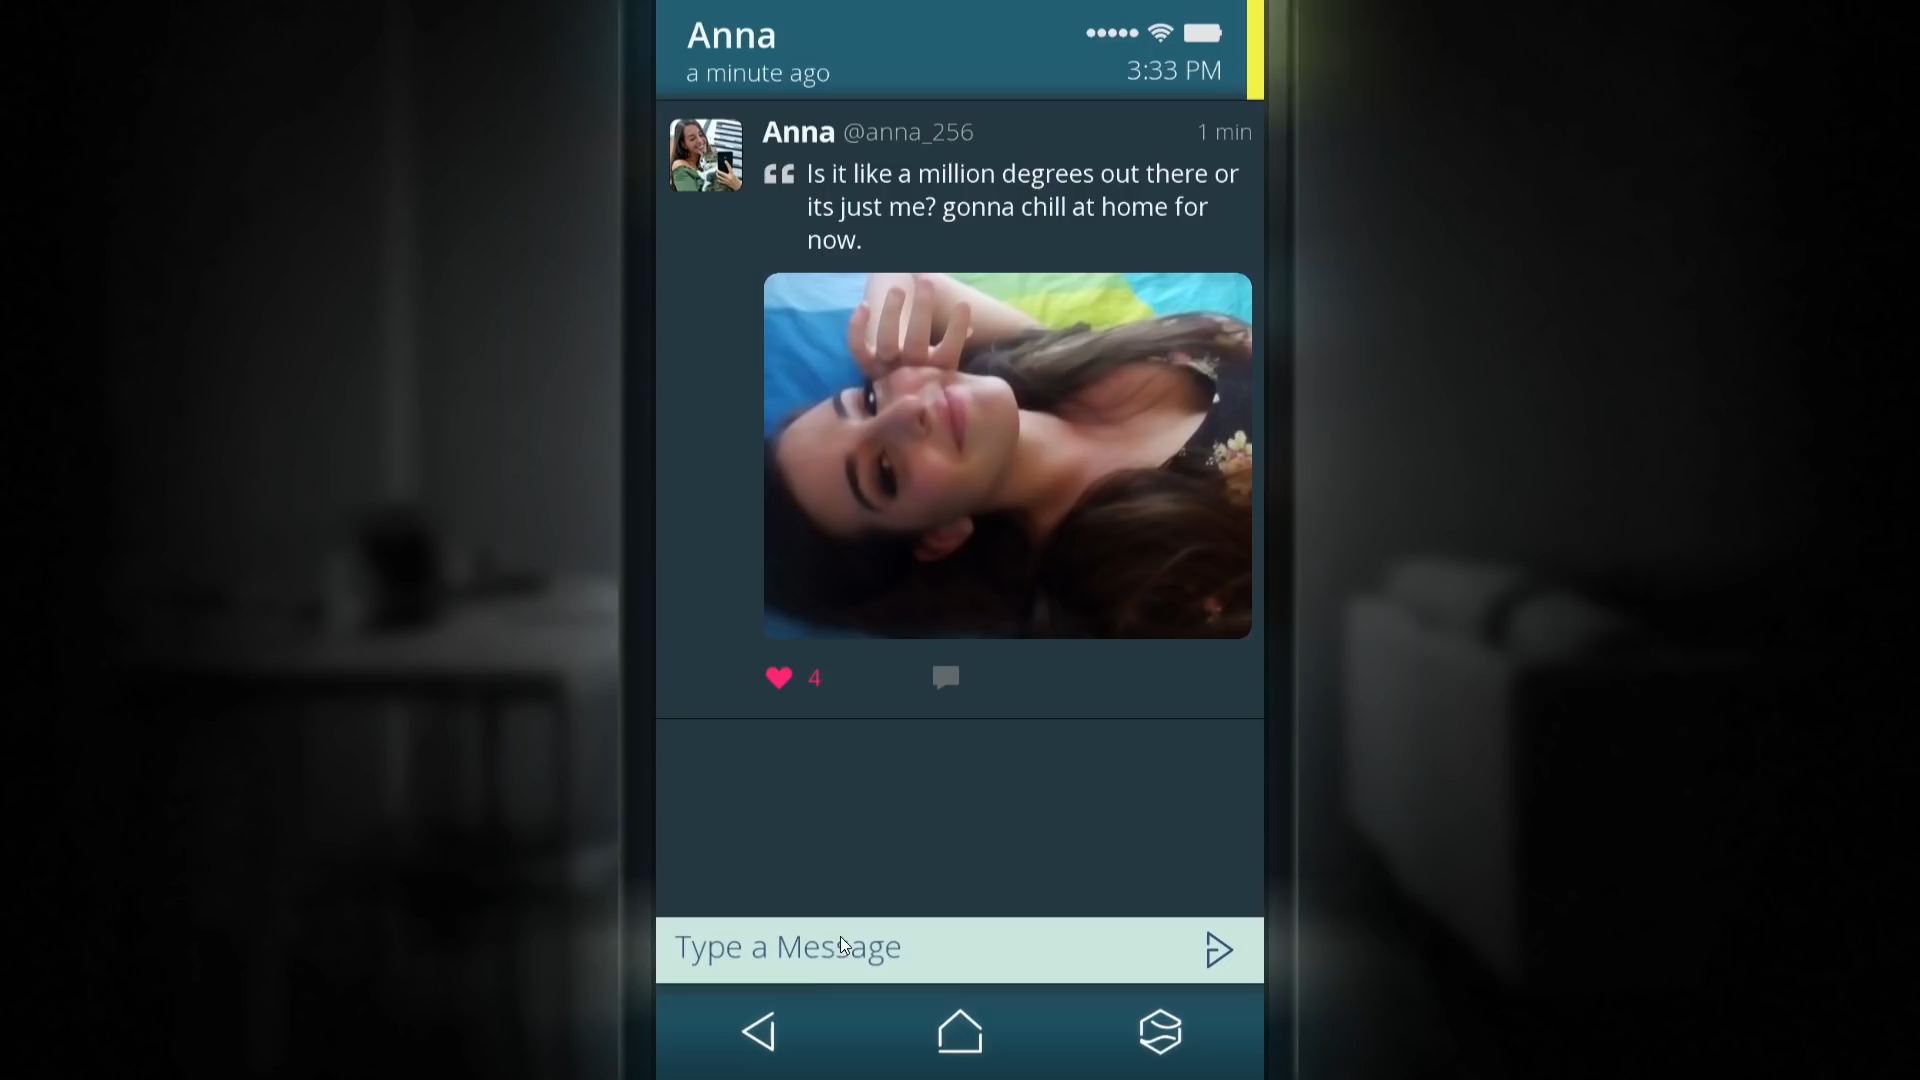 Anna
a minute ago
3:33 PM
Anna @anna_256 1 min
“ Is it like a million degrees out there or
its just me? gonna chill at home for
now.
4
Type a Message